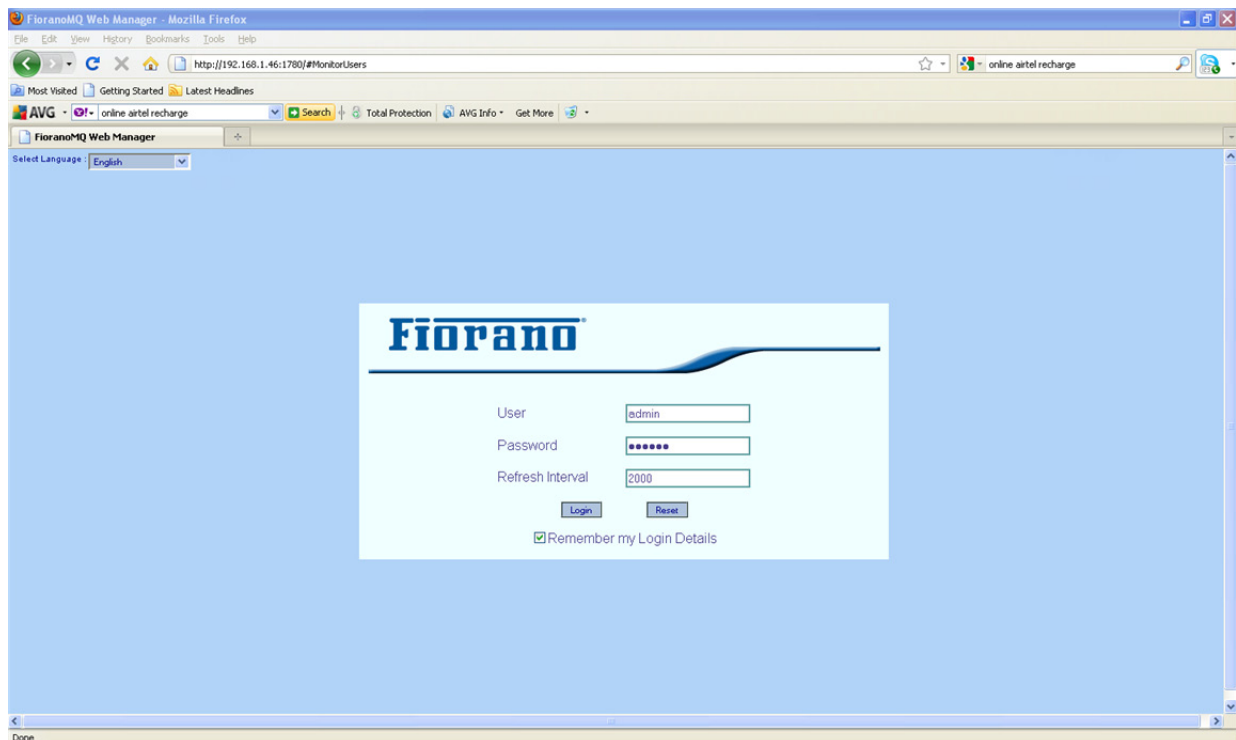 FioranoMQ Web Manager - Mozilla Firefox
File Edit View History Bookmarks Tools Help
http://192.168.1.46:1780/#MonitorUsers online airtel recharge
Most Visited Getting Started Latest Headlines
AVG Y! online airtel recharge Search Total Protection AVG Info Get More
FioranoMQ Web Manager
Select Language : English
Fiorano
User admin
Password ••••••
Refresh Interval 2000
Login Reset
Remember my Login Details
Done